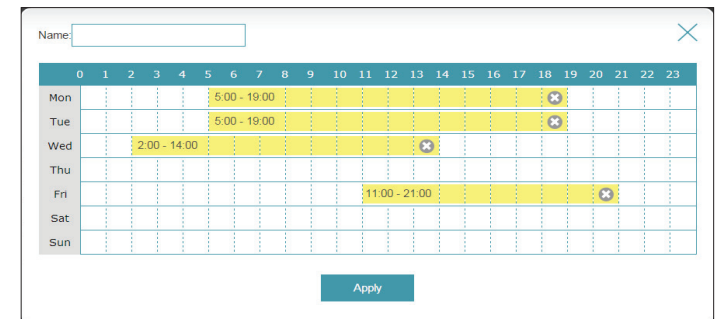 Name:
0 1 2 3 4 5 6 7 8 9 10 11 12 13 14 15 16 17 18 19 20 21 22 23
Mon 5:00 - 19:00
Tue 5:00 - 19:00
Wed 2:00 - 14:00
Thu
Fri 11:00 - 21:00
Sat
Sun
Apply